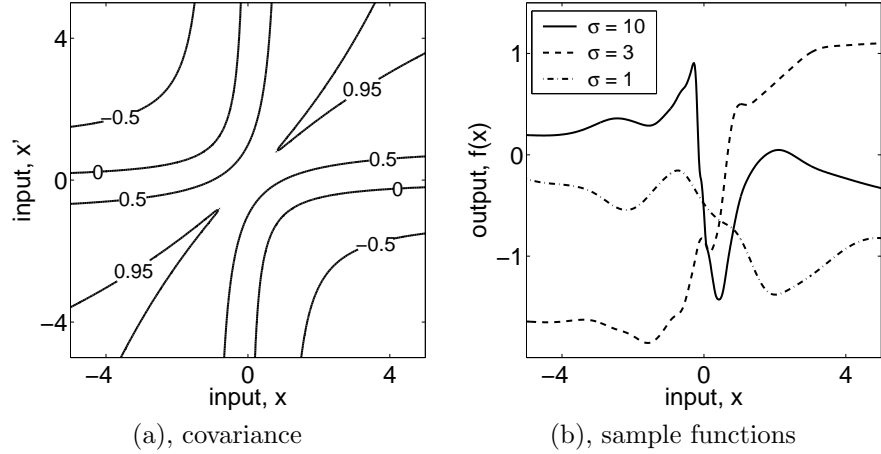 4
0
−4
−4
0
4
input, x'
input, x
−0.5
0
0.5
0.95
0.5
0
−0.5
0.95
(a), covariance
σ = 10
σ = 3
σ = 1
1
0
−1
−4
0
4
output, f(x)
input, x
(b), sample functions